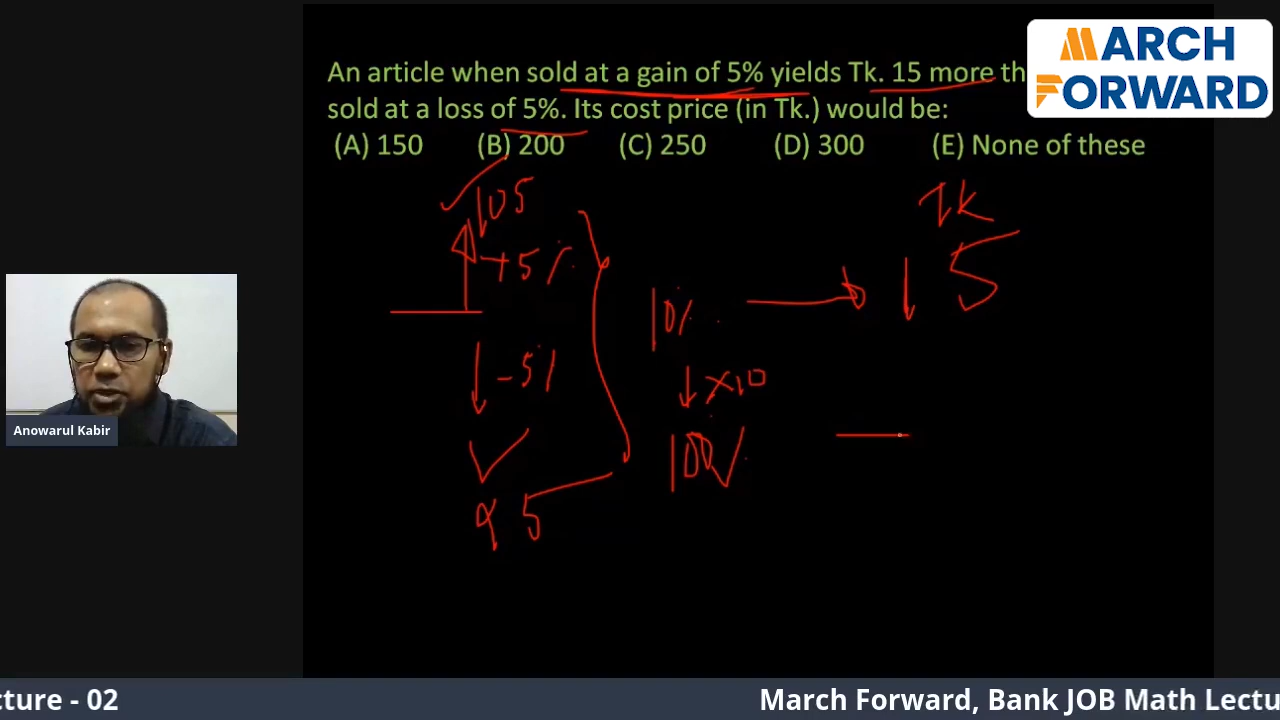 An article when sold at a gain of 5% yields Tk. 15 more th
sold at a loss of 5%. Its cost price (in Tk.) would be:
(A) 150 (B) 200 (C) 250 (D) 300 (E) None of these
MARCH
FORWARD
105
+5%
Tk
10% 15
-5%
×10
100%
95
Anowarul Kabir
cture - 02 March Forward, Bank JOB Math Lectu